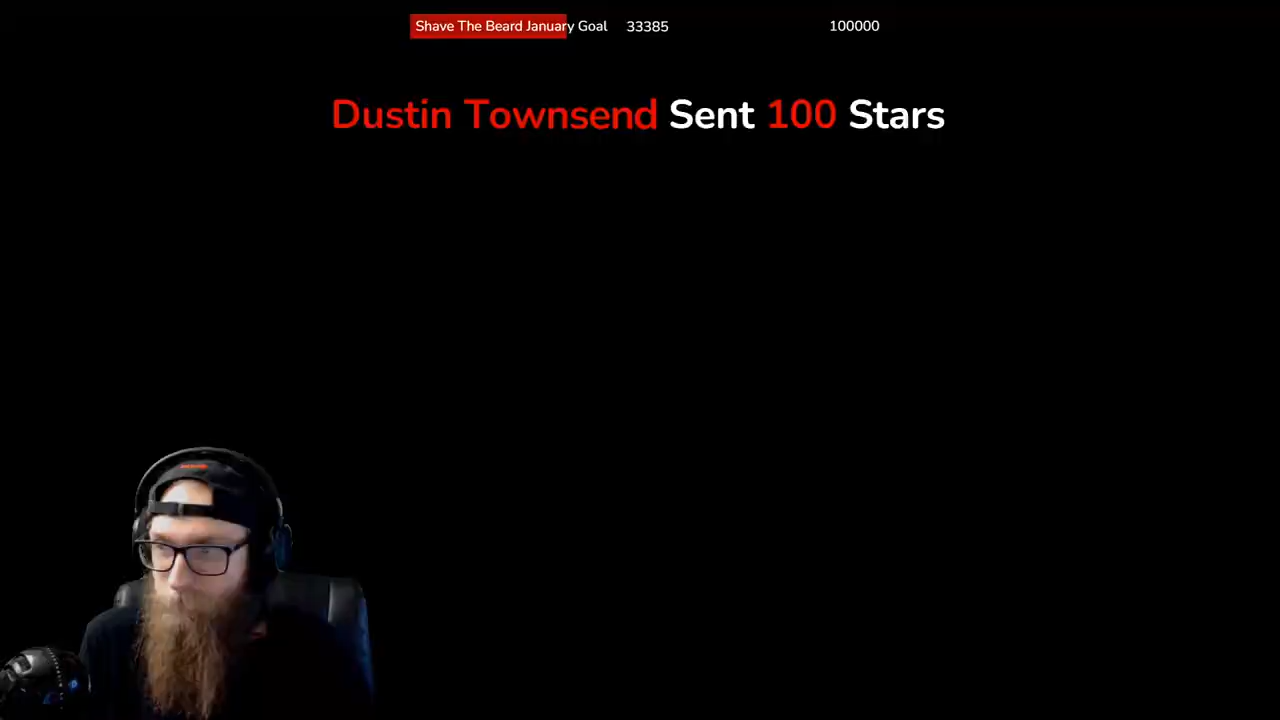 Shave The Beard January Goal 33385 100000
Dustin Townsend Sent 100 Stars